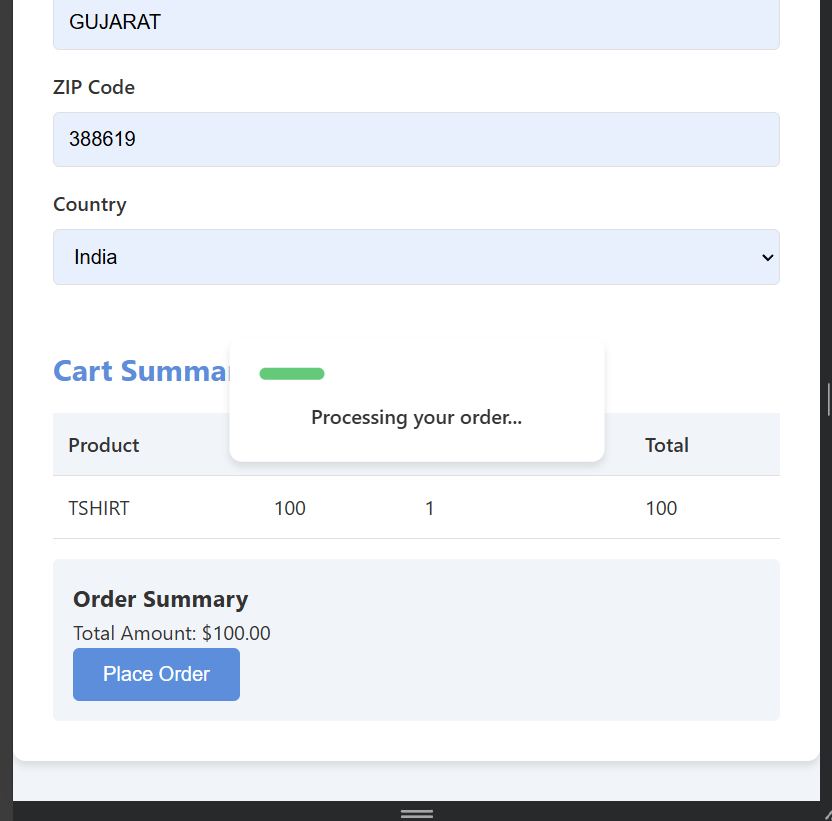 GUJARAT
ZIP Code
388619
Country
India
Cart Summa
Processing your order...
Product Total
TSHIRT 100 1 100
Order Summary
Total Amount: $100.00
Place Order